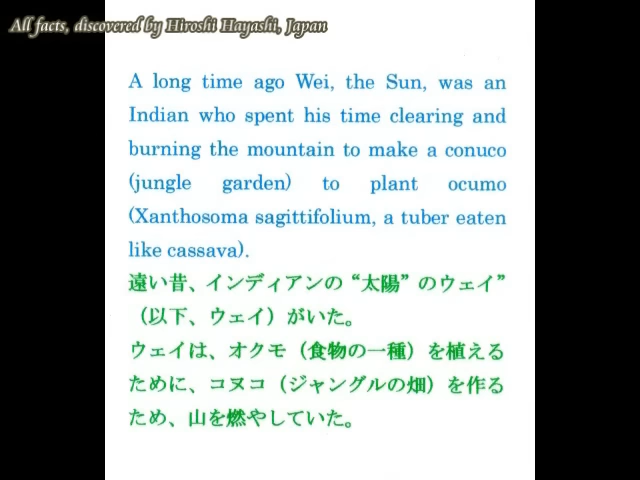 All facts, discovered by Hiroshi Hayashi, Japan
A long time ago Wei, the Sun, was an
Indian who spent his time clearing and
burning the mountain to make a conuco
(jungle garden) to plant ocumo
(Xanthosoma sagittifolium, a tuber eaten
like cassava).
遠い昔、インディアンの“太陽”のウェイ”
（以下、ウェイ）がいた。
ウェイは、オクモ（食物の一種）を植える
ために、コヌコ（ジャングルの畑）を作る
ため、山を燃やしていた。